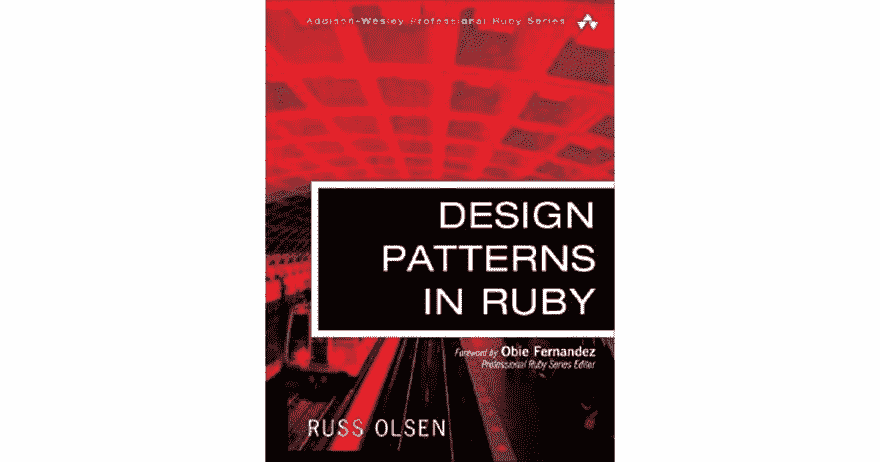 Addison-Wesley Professional Ruby Series
DESIGN
PATTERNS
IN RUBY
Foreword by Obie Fernandez
Professional Ruby Series Editor
RUSS OLSEN